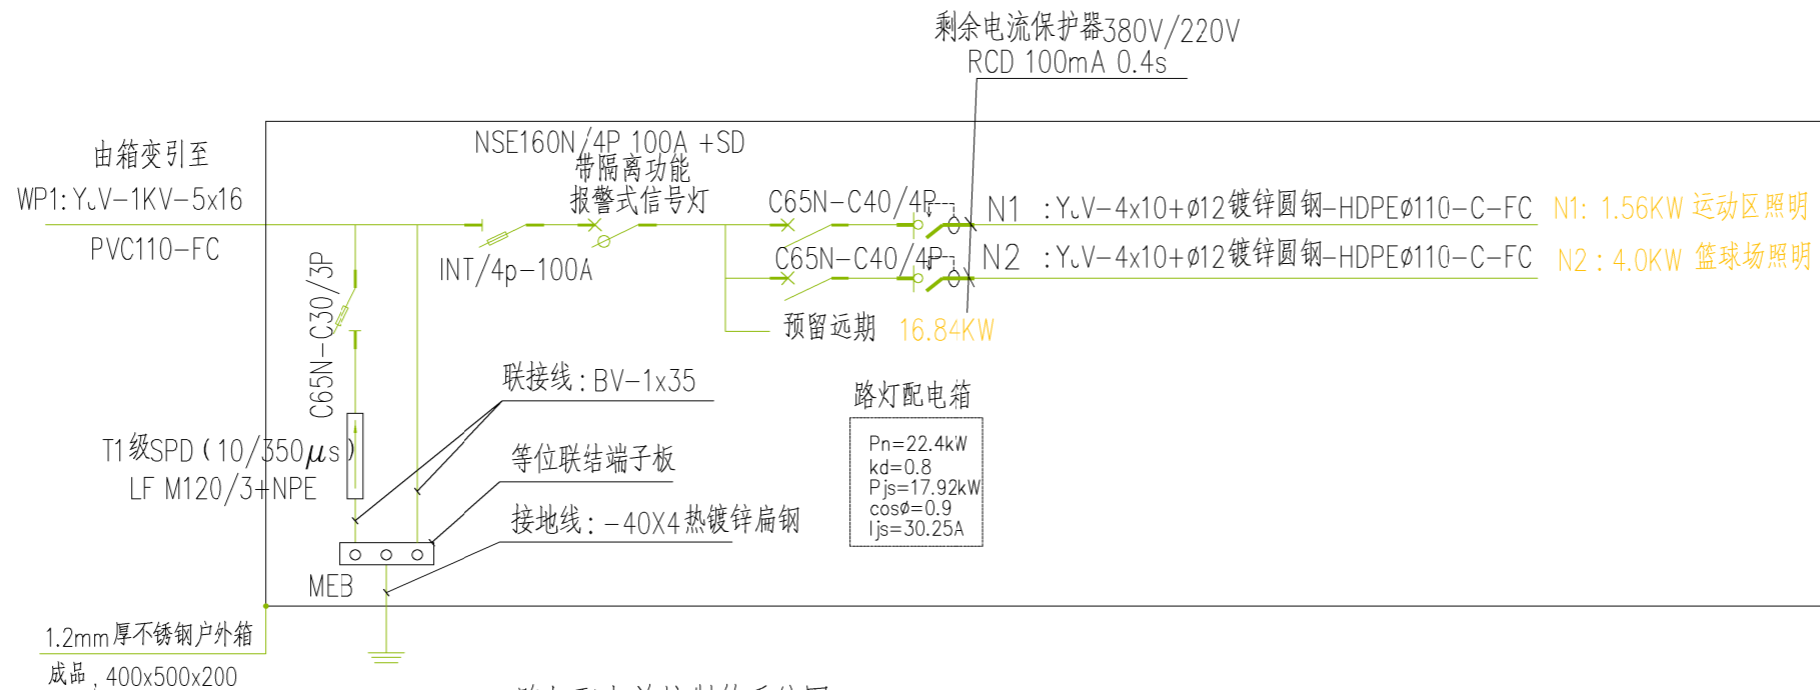 剩余电流保护器380V/220V
RCD 100mA 0.4s
由箱变引至
WP1: YJV-1KV-5x16
PVC110-FC
NSE160N/4P 100A +SD
带隔离功能
报警式信号灯
INT/4p-100A
C65N-C40/4P
N1 :YJV-4x10+ø12镀锌圆钢-HDPEø110-C-FC
N1: 1.56KW 运动区照明
C65N-C40/4P
N2 :YJV-4x10+ø12镀锌圆钢-HDPEø110-C-FC
N2 : 4.0KW 篮球场照明
预留远期 16.84KW
C65N-C30/3P
联接线：BV-1x35
T1级SPD（10/350μs）
LF M120/3+NPE
等位联结端子板
接地线：-40X4热镀锌扁钢
MEB
路灯配电箱
Pn=22.4kW
kd=0.8
Pjs=17.92kW
cosø=0.9
Ijs=30.25A
1.2mm厚不锈钢户外箱
成品，400x500x200